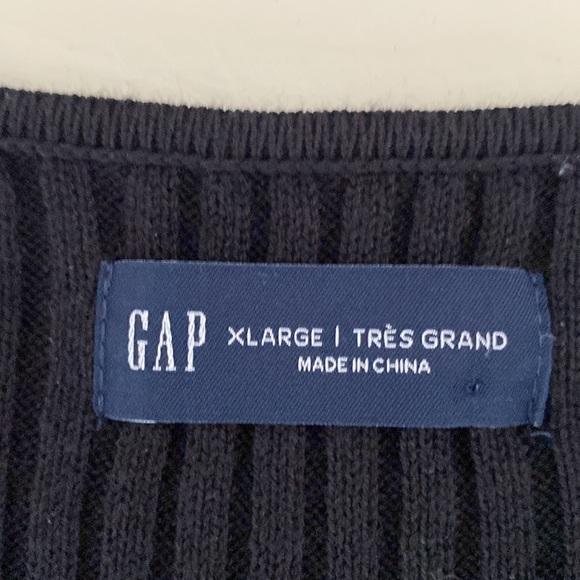 GAP XLARGE | TRÈS GRAND
MADE IN CHINA